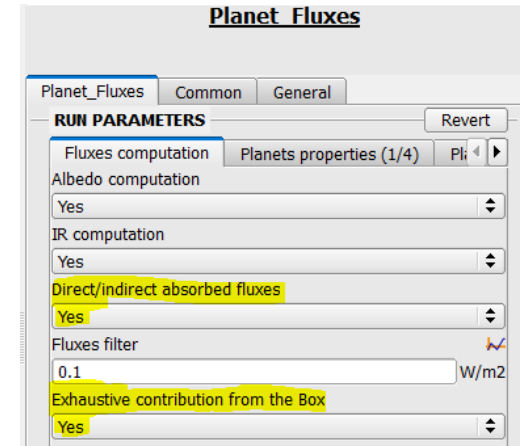 Planet_Fluxes
Planet_Fluxes Common General
RUN PARAMETERS Revert
Fluxes computation Planets properties (1/4)
Albedo computation
Yes
IR computation
Yes
Direct/indirect absorbed fluxes
Yes
Fluxes filter
0.1 W/m2
Exhaustive contribution from the Box
Yes